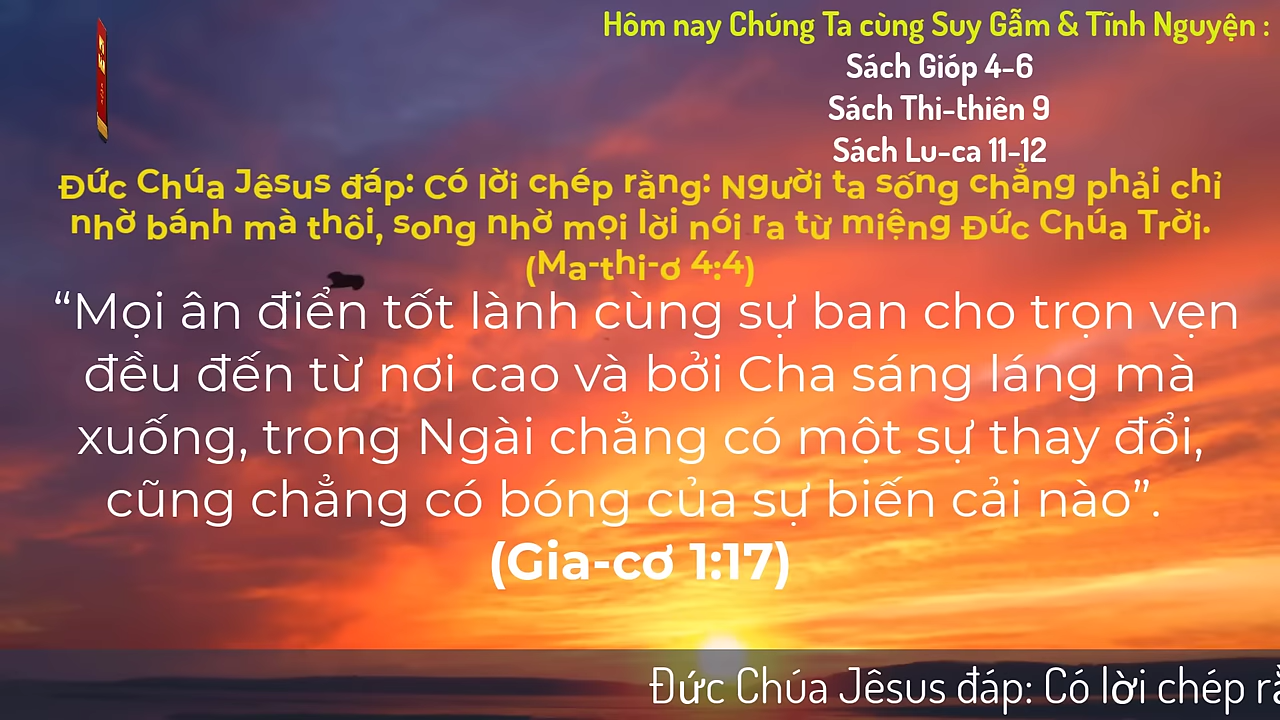 Hôm nay Chúng Ta cùng Suy Gẫm & Tĩnh Nguyện :
Sách Gióp 4-6
Sách Thi-thiên 9
Sách Lu-ca 11-12
Đức Chúa Jêsus đáp: Có lời chép rằng: Người ta sống chẳng phải chỉ
nhờ bánh mà thôi, song nhờ mọi lời nói ra từ miệng Đức Chúa Trời.
(Ma-thi-ơ 4:4)
“Mọi ân điển tốt lành cùng sự ban cho trọn vẹn
đều đến từ nơi cao và bởi Cha sáng láng mà
xuống, trong Ngài chẳng có một sự thay đổi,
cũng chẳng có bóng của sự biến cải nào”.
(Gia-cơ 1:17)
Đức Chúa Jêsus đáp: Có lời chép